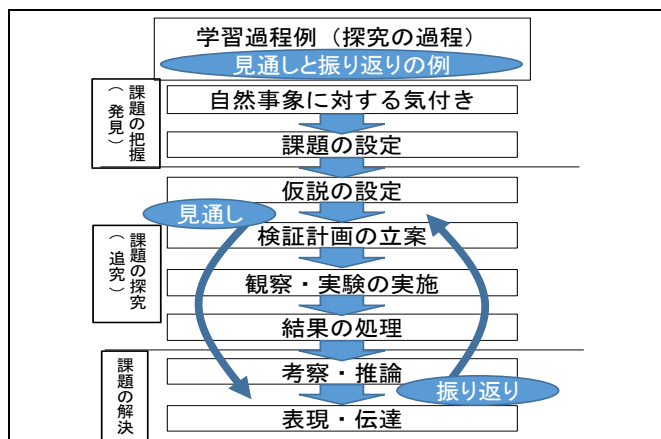 学習過程例（探究の過程）
見通しと振り返りの例
課題の把握
（発見）
自然事象に対する気付き
課題の設定
仮説の設定
見通し
検証計画の立案
課題の探究
（追究）
観察・実験の実施
結果の処理
課題の解決
考察・推論
振り返り
表現・伝達